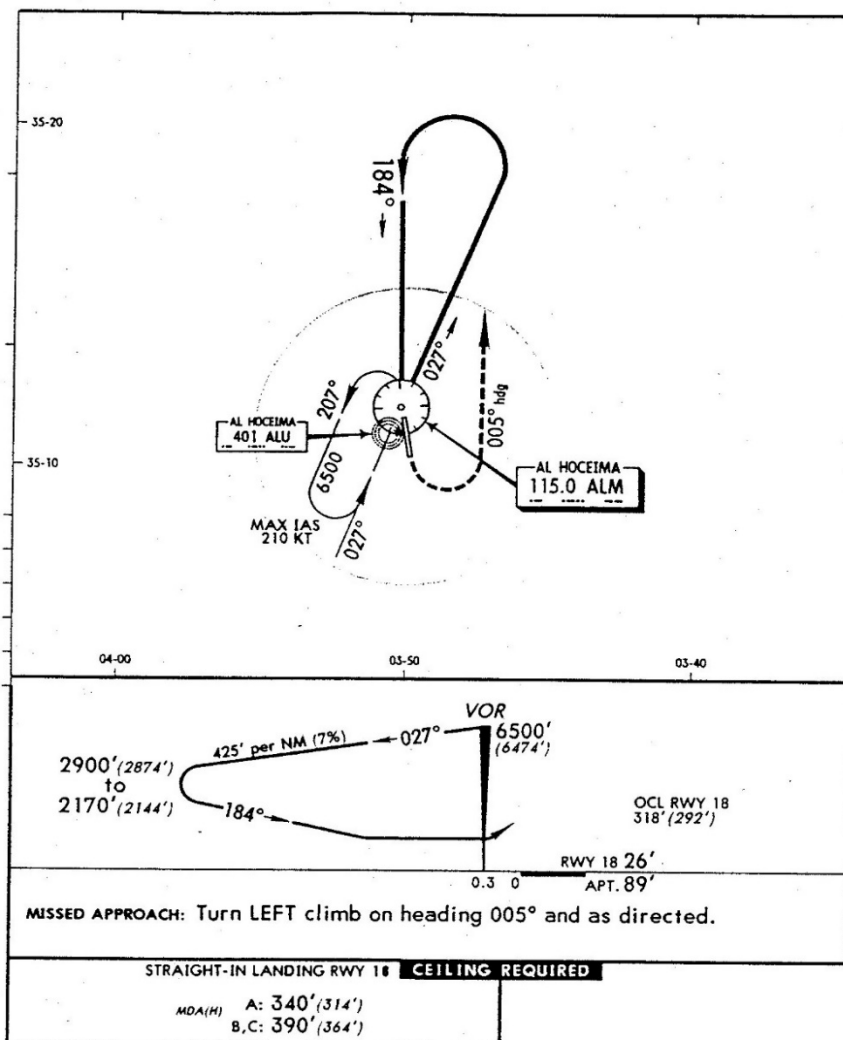 35-20
184°
027°
207°
005° hdg
AL HOCEIMA
401 ALU
6500
35-10
AL HOCEIMA
115.0 ALM
MAX IAS
210 KT
027°
04-00
03-50
03-40
VOR
425' per NM (7%)
027°
6500'
(6474')
2900'(2874')
to
2170'(2144')
184°
OCL RWY 18
318'(292')
RWY 18 26'
0.3 0
APT. 89'
MISSED APPROACH: Turn LEFT climb on heading 005° and as directed.
STRAIGHT-IN LANDING RWY 18 CEILING REQUIRED
MDA(H) A: 340'(314')
B,C: 390'(364')